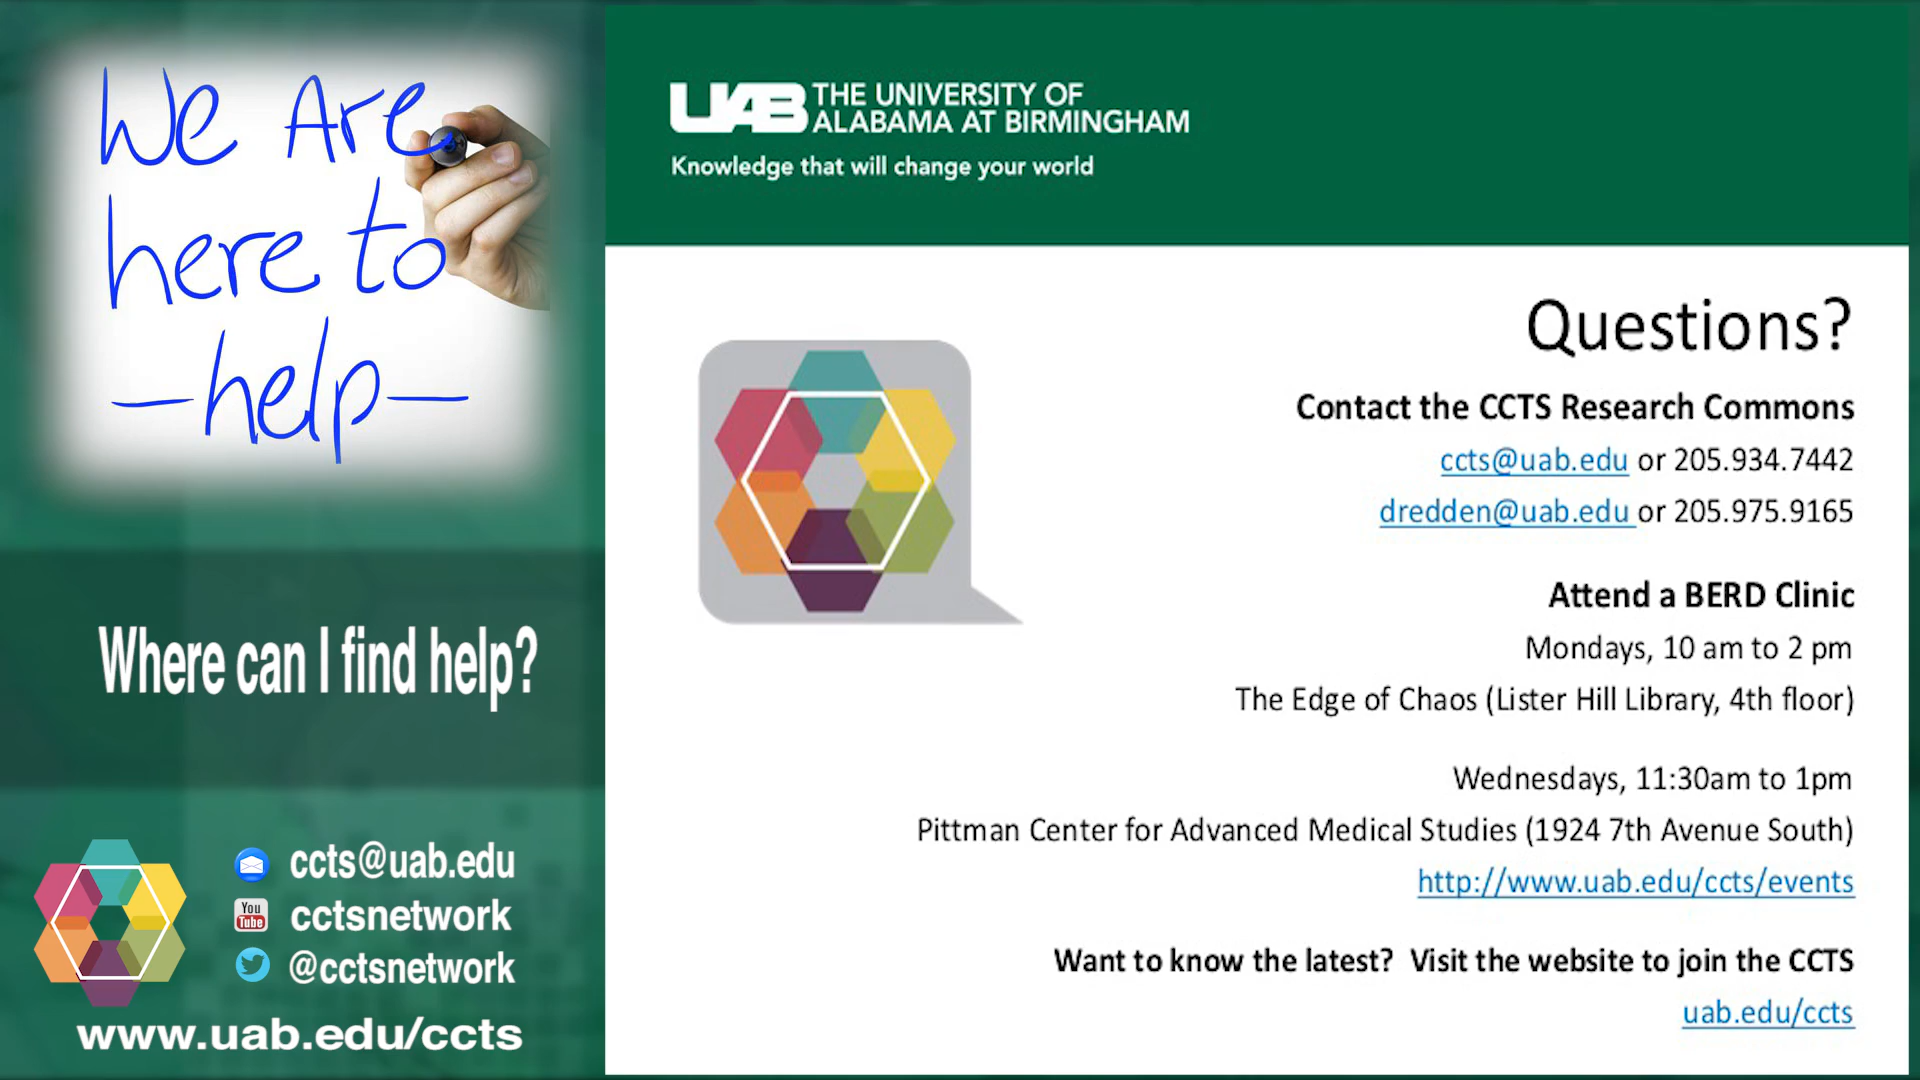 We Are
here to
-help-
Where can I find help?
ccts@uab.edu
You
Tube
cctsnetwork
@cctsnetwork
www.uab.edu/ccts
UAB THE UNIVERSITY OF
ALABAMA AT BIRMINGHAM
Knowledge that will change your world
Questions?
Contact the CCTS Research Commons
ccts@uab.edu or 205.934.7442
dredden@uab.edu or 205.975.9165
Attend a BERD Clinic
Mondays, 10 am to 2 pm
The Edge of Chaos (Lister Hill Library, 4th floor)
Wednesdays, 11:30am to 1pm
Pittman Center for Advanced Medical Studies (1924 7th Avenue South)
http://www.uab.edu/ccts/events
Want to know the latest? Visit the website to join the CCTS
uab.edu/ccts